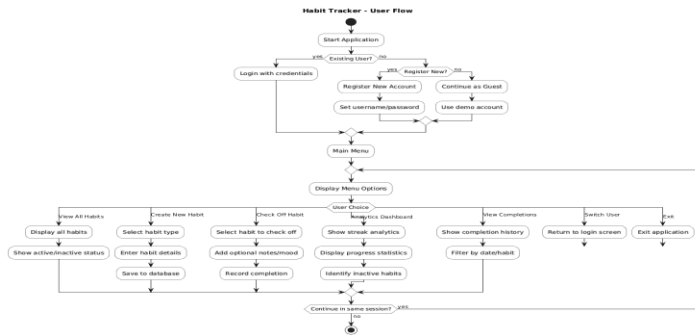 Habit Tracker - User Flow
Start Application
yes Existing User? no
Login with credentials
yes Register New? no
Register New Account
Continue as Guest
Set username/password
Use demo account
Main Menu
Display Menu Options
User Choice
View All Habits
Create New Habit
Check Off Habit
Analytics Dashboard
View Completions
Switch User
Exit
Display all habits
Select habit type
Select habit to check off
Show streak analytics
Show completion history
Return to login screen
Exit application
Show active/inactive status
Enter habit details
Add optional notes/mood
Display progress statistics
Filter by date/habit
Save to database
Record completion
Identify inactive habits
Continue in same session? yes
no